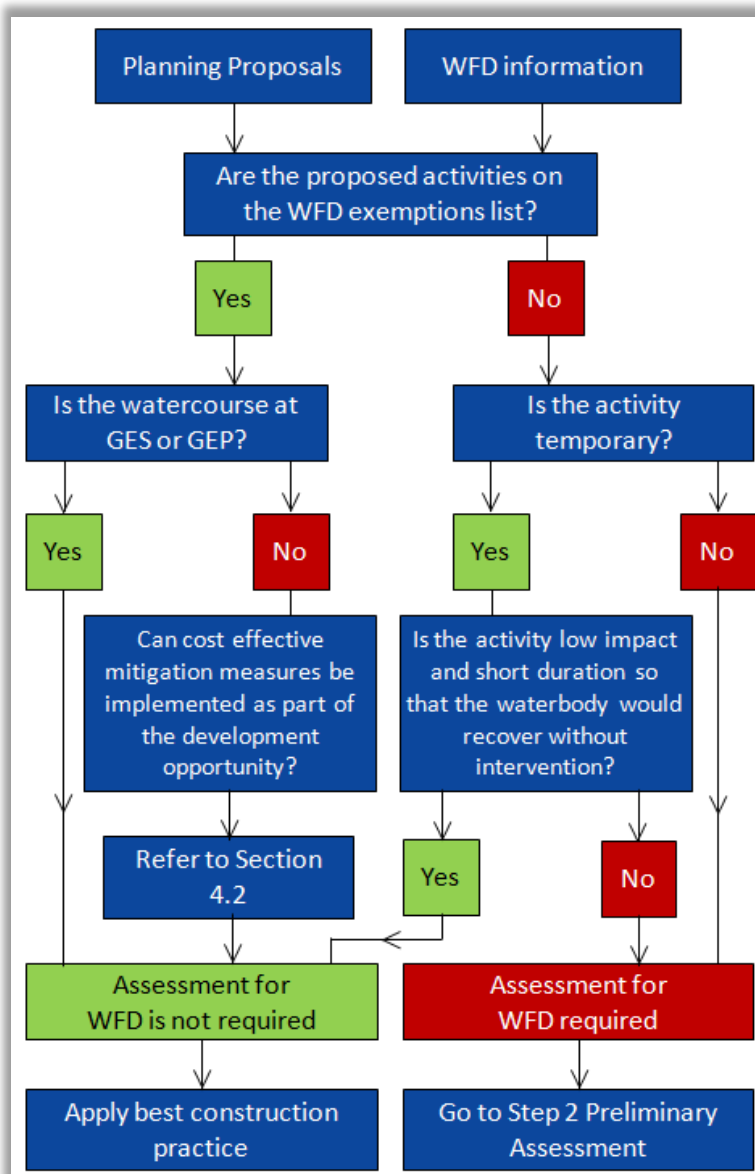 Planning Proposals
WFD information
Are the proposed activities on
the WFD exemptions list?
Yes
No
Is the watercourse at
GES or GEP?
Is the activity
temporary?
Yes
No
Yes
No
Can cost effective
mitigation measures be
implemented as part of
the development
opportunity?
Is the activity low impact
and short duration so
that the waterbody would
recover without
intervention?
Refer to Section
4.2
Yes
No
Assessment for
WFD is not required
Assessment for
WFD required
Apply best construction
practice
Go to Step 2 Preliminary
Assessment